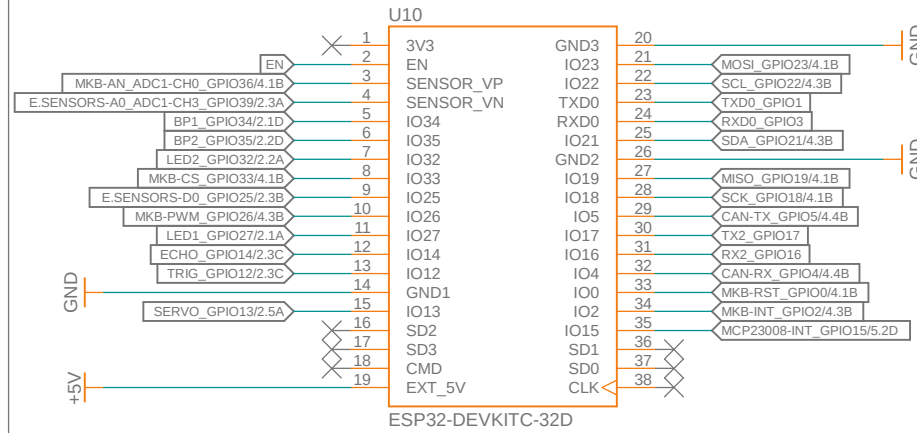 U10
1 3V3 GND3 20 GND
EN 2 EN IO23 21 MOSI_GPIO23/4.1B
MKB-AN_ADC1-CH0_GPIO36/4.1B 3 SENSOR_VP IO22 22 SCL_GPIO22/4.3B
E.SENSORS-A0_ADC1-CH3_GPIO39/2.3A 4 SENSOR_VN TXD0 23 TXD0_GPIO1
BP1_GPIO34/2.1D 5 IO34 RXD0 24 RXD0_GPIO3
BP2_GPIO35/2.2D 6 IO35 IO21 25 SDA_GPIO21/4.3B
LED2_GPIO32/2.2A 7 IO32 GND2 26 GND
MKB-CS_GPIO33/4.1B 8 IO33 IO19 27 MISO_GPIO19/4.1B
E.SENSORS-D0_GPIO25/2.3B 9 IO25 IO18 28 SCK_GPIO18/4.1B
MKB-PWM_GPIO26/4.3B 10 IO26 IO5 29 CAN-TX_GPIO5/4.4B
LED1_GPIO27/2.1A 11 IO27 IO17 30 TX2_GPIO17
ECHO_GPIO14/2.3C 12 IO14 IO16 31 RX2_GPIO16
TRIG_GPIO12/2.3C 13 IO12 IO4 32 CAN-RX_GPIO4/4.4B
GND 14 GND1 IO0 33 MKB-RST_GPIO0/4.1B
SERVO_GPIO13/2.5A 15 IO13 IO2 34 MKB-INT_GPIO2/4.3B
16 SD2 IO15 35 MCP23008-INT_GPIO15/5.2D
17 SD3 SD1 36
18 CMD SD0 37
+5V 19 EXT_5V CLK 38
ESP32-DEVKITC-32D